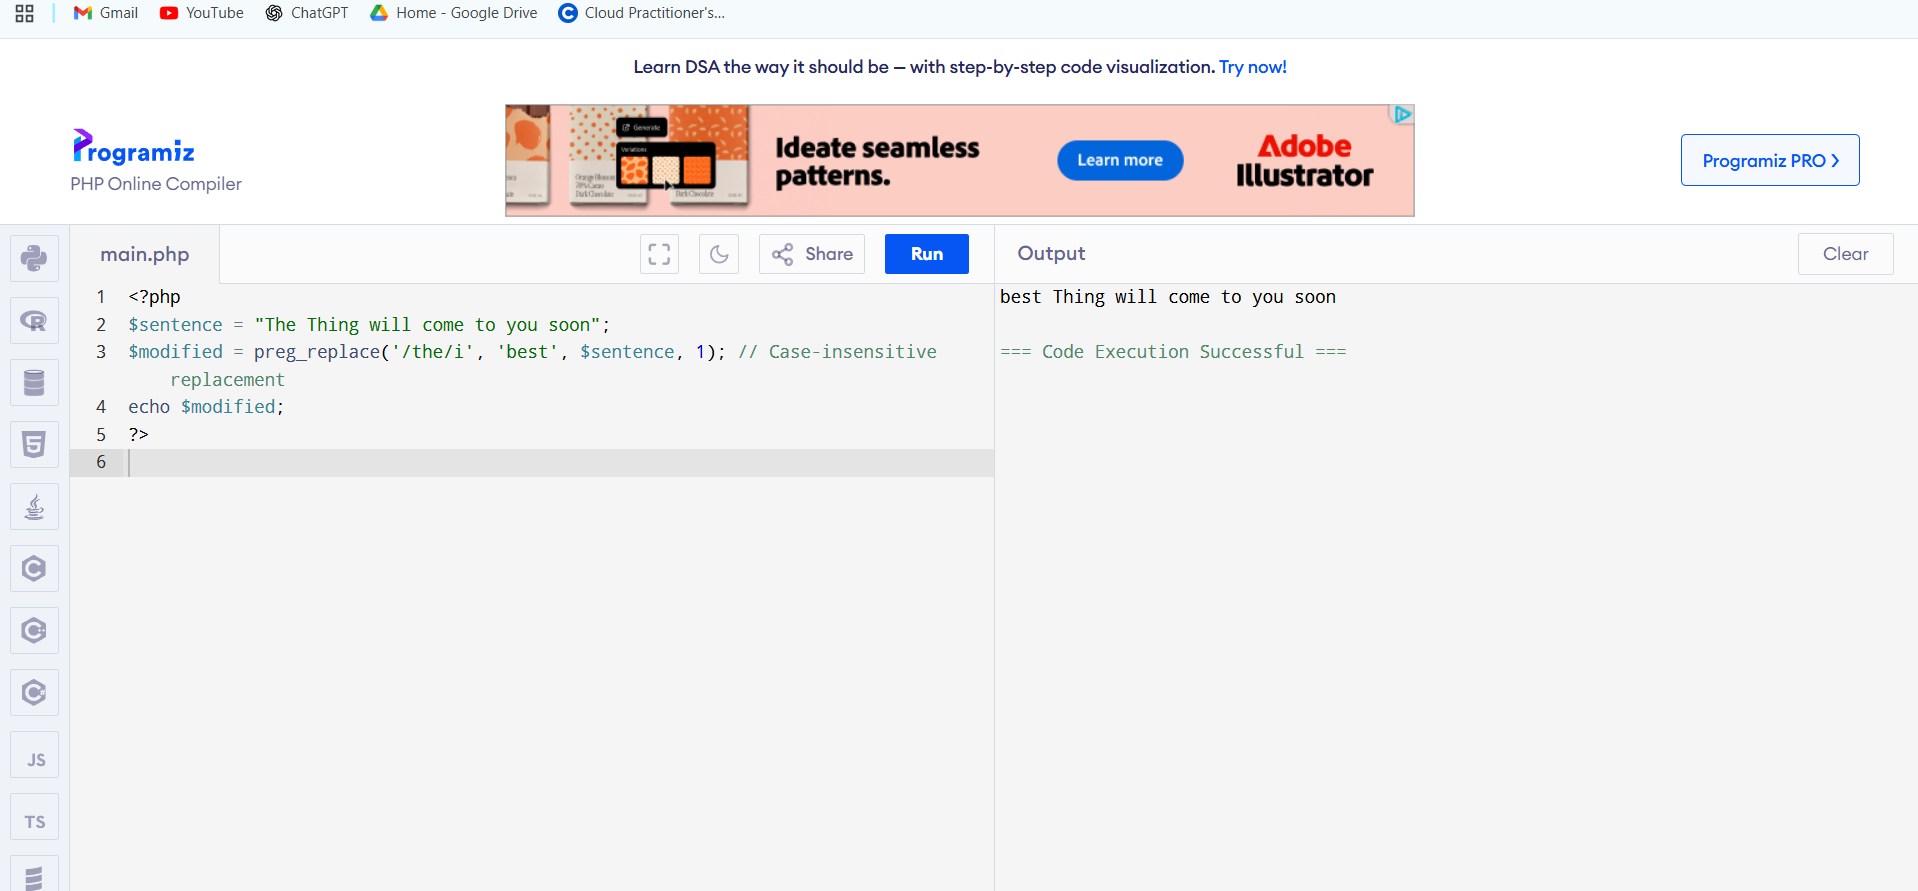 Gmail YouTube ChatGPT Home - Google Drive Cloud Practitioner's...
Learn DSA the way it should be — with step-by-step code visualization. Try now!
Programiz
PHP Online Compiler
Generate
Variations
Orange Blossom
70% Cacao
Dark Chocolate
Dark Chocolate
Ideate seamless
patterns.
Learn more
Adobe
Illustrator
Programiz PRO
main.php
Share
Run
Output
Clear
1 <?php
2 $sentence = "The Thing will come to you soon";
3 $modified = preg_replace('/the/i', 'best', $sentence, 1); // Case-insensitive
replacement
4 echo $modified;
5 ?>
6
best Thing will come to you soon
=== Code Execution Successful ===
R
5
C
C
C
JS
TS